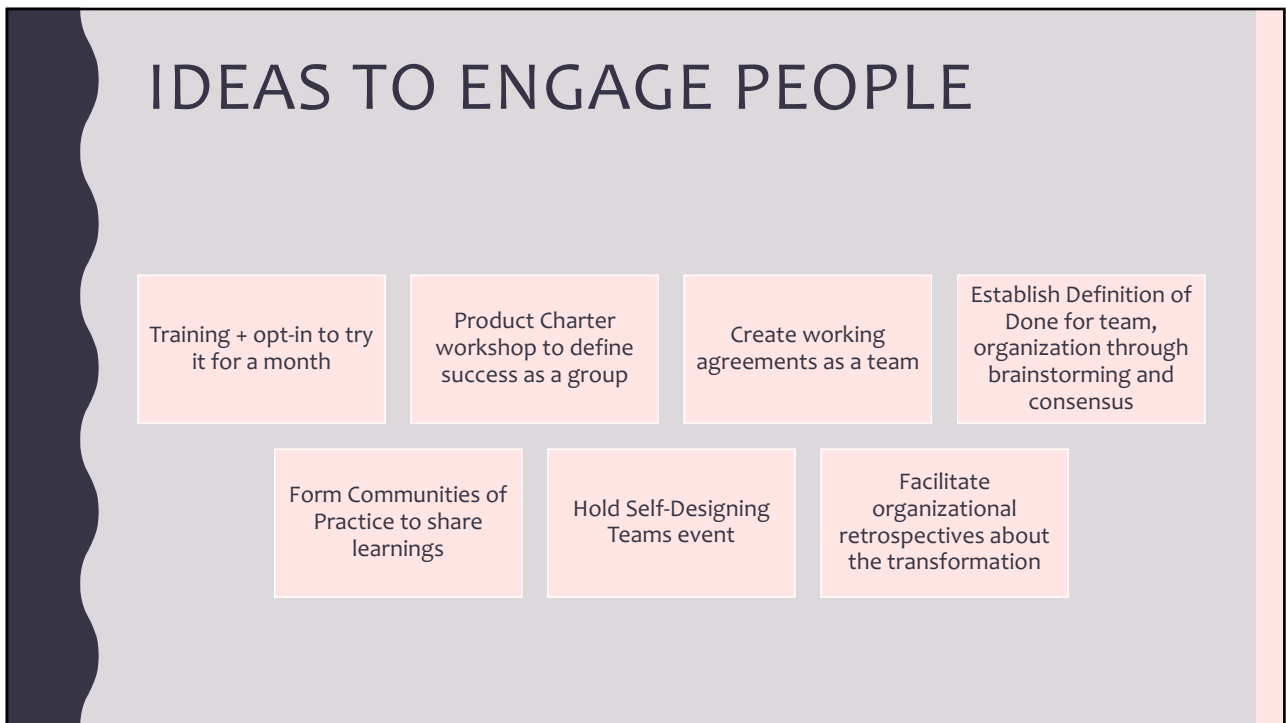 IDEAS TO ENGAGE PEOPLE
Training + opt-in to try
it for a month
Product Charter
workshop to define
success as a group
Create working
agreements as a team
Establish Definition of
Done for team,
organization through
brainstorming and
consensus
Form Communities of
Practice to share
learnings
Hold Self-Designing
Teams event
Facilitate
organizational
retrospectives about
the transformation